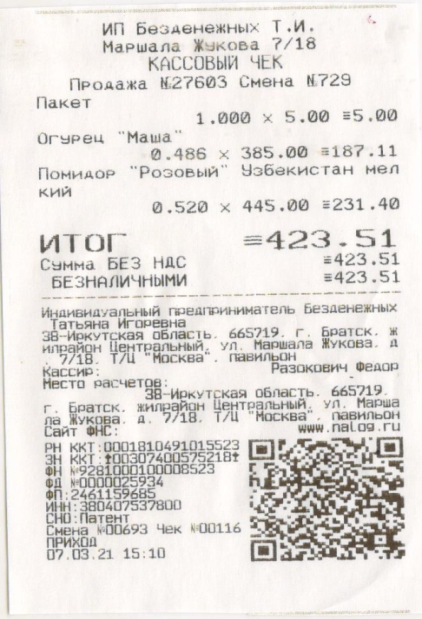 ИП Безденежных Т.И.
Маршала Жукова 7/18
КАССОВЫЙ ЧЕК
Продажа №27603 Смена №729
Пакет
1.000 × 5.00 ≡5.00
Огурец "Маша"
0.486 × 385.00 ≡187.11
Помидор "Розовый" Узбекистан мел
кий
0.520 × 445.00 ≡231.40
ИТОГ ≡423.51
Сумма БЕЗ НДС ≡423.51
БЕЗНАЛИЧНЫМИ ≡423.51
Индивидуальный предприниматель Безденежных
Татьяна Игоревна
38-Иркутская область. 665719. г. Братск. ж
илрайон Центральный. ул. Маршала Жукова. д
. 7/18. Т/Ц "Москва". павильон
Кассир: Разокович Федор
Место расчетов:
38-Иркутская область. 665719.
г. Братск. жилрайон Центральный. ул. Марша
ла Жукова. д. 7/18. Т/Ц "Москва". павильон
Сайт ФНС: www.nalog.ru
РН ККТ:0001810491015523
ЗН ККТ:†00307400575218†
ФН №9281000100008523
ФД №0000025934
ФП:2461159685
ИНН:380407537800
СНО:Патент
Смена №00693 Чек №00116
ПРИХОД
07.03.21 15:10